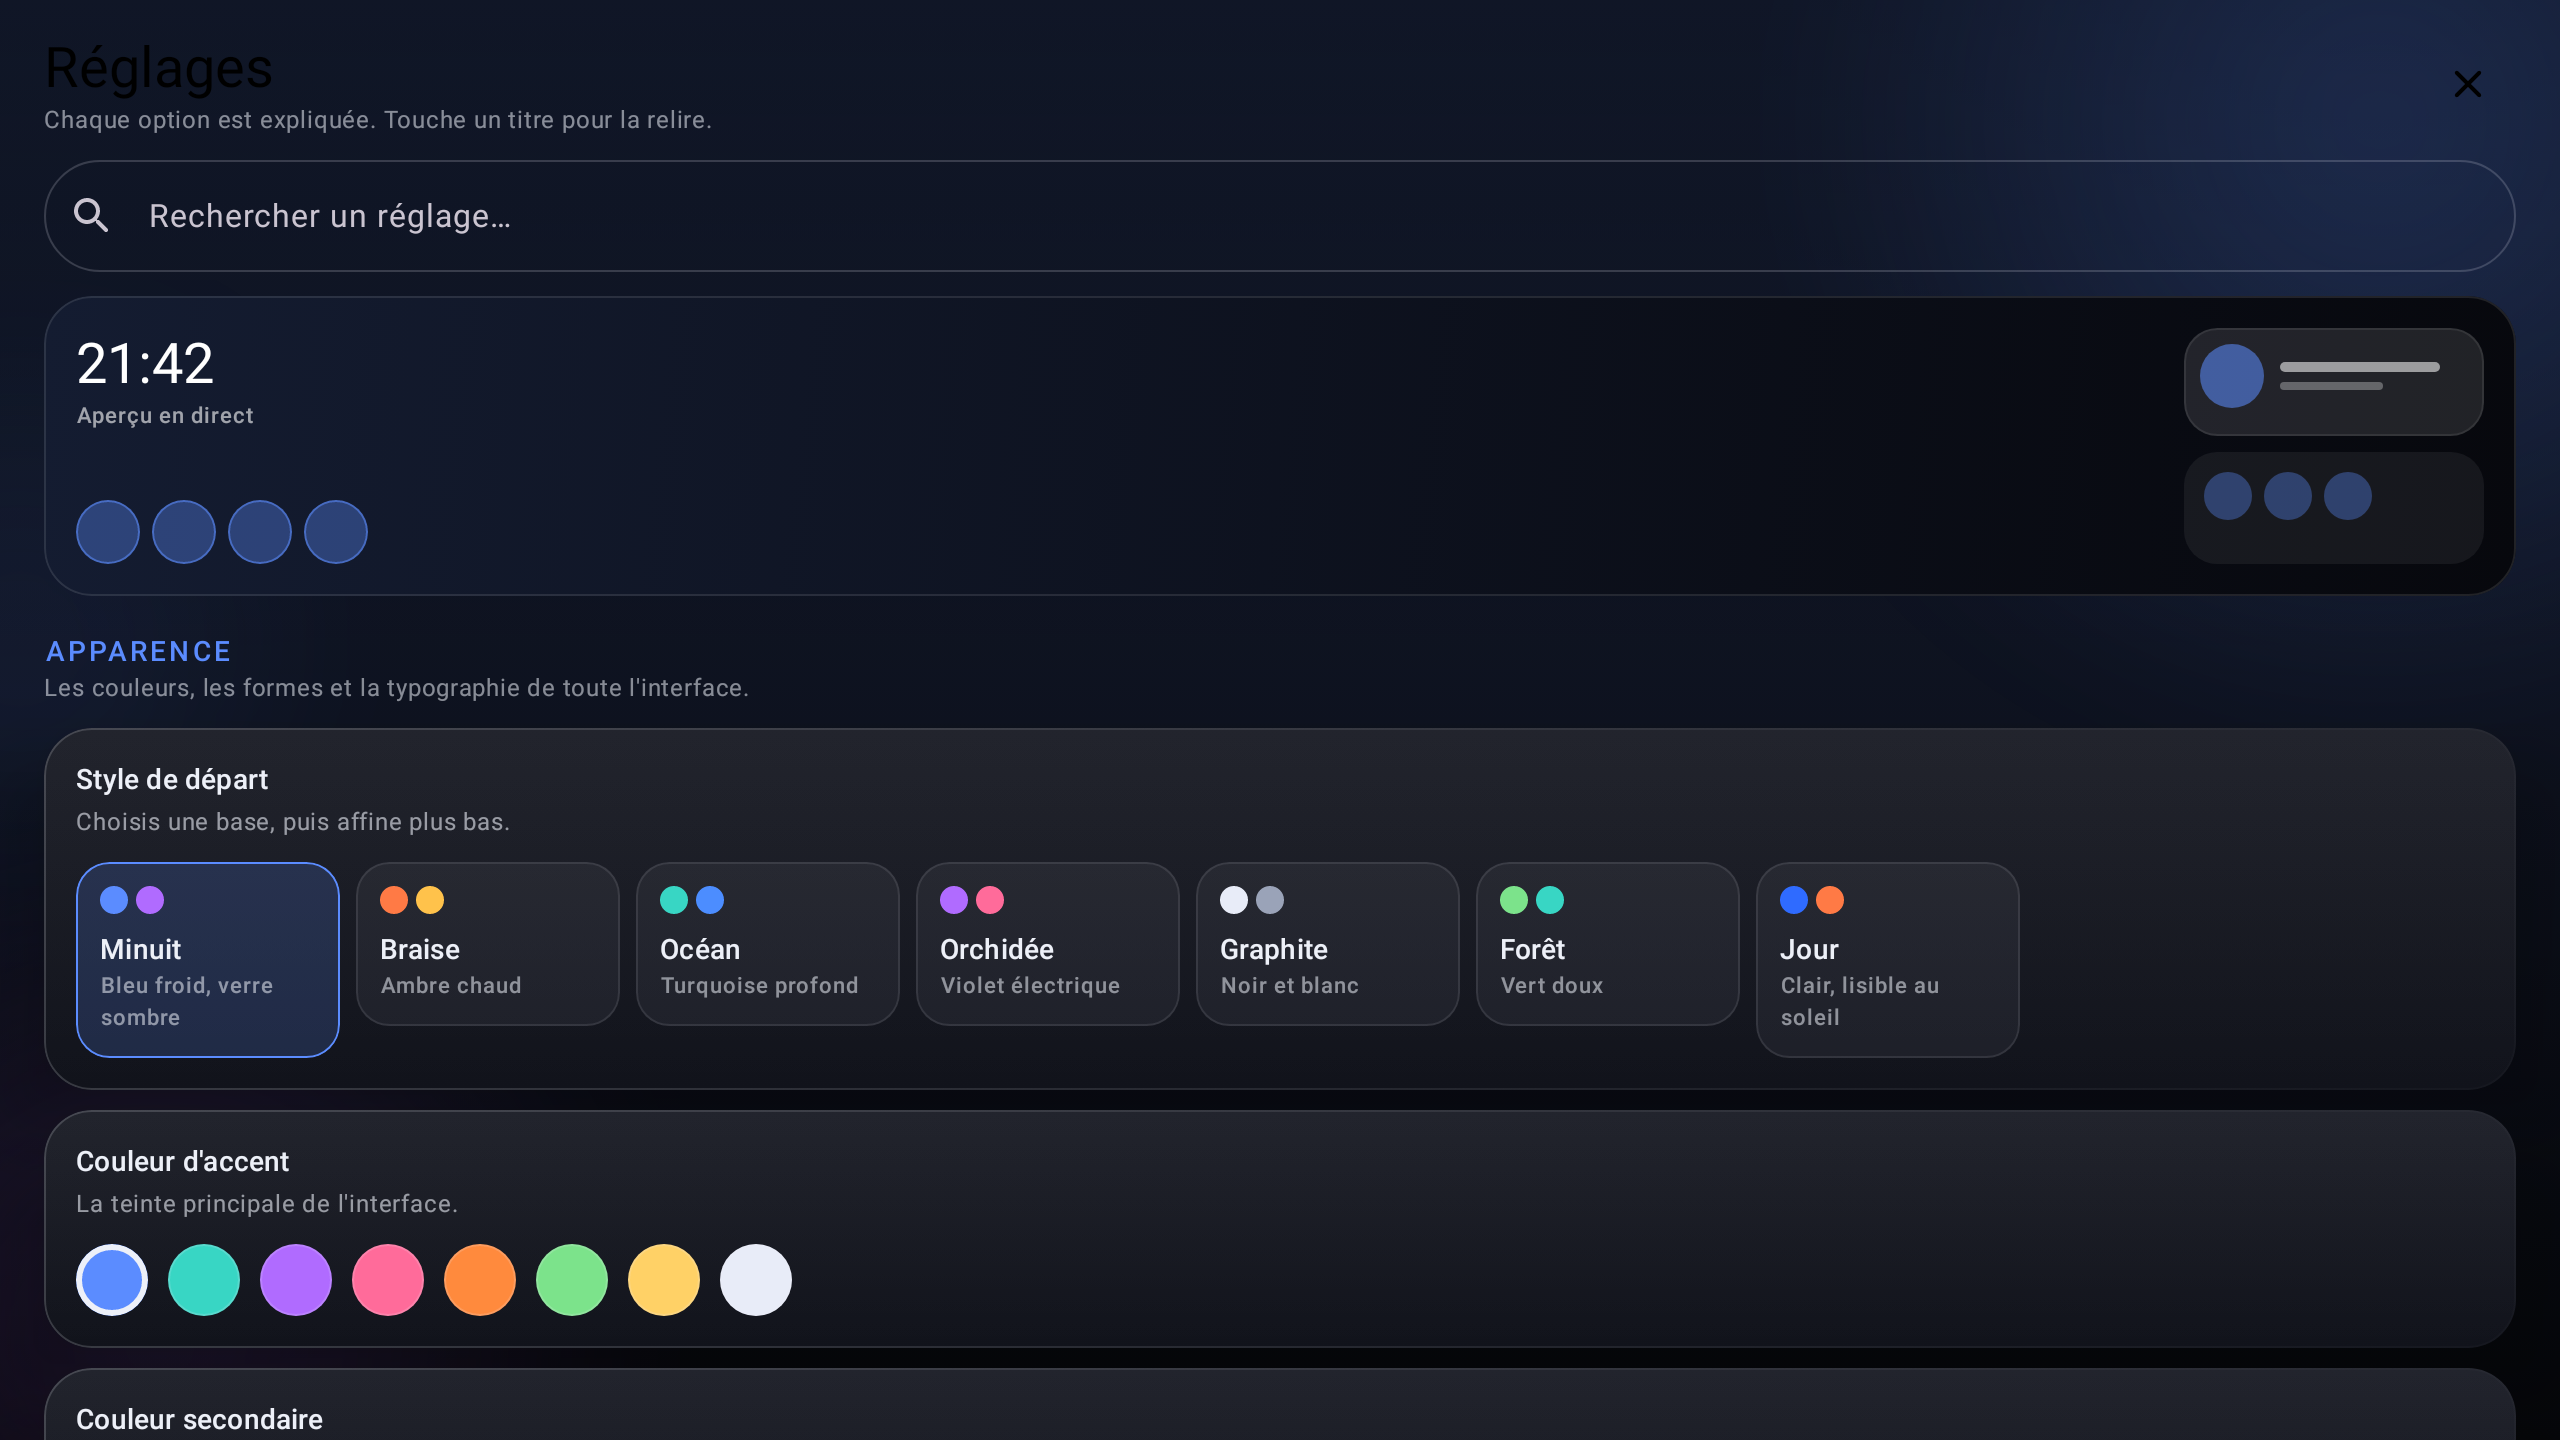 Réglages
Chaque option est expliquée. Touche un titre pour la relire.
Rechercher un réglage…
21:42
Aperçu en direct
APPARENCE
Les couleurs, les formes et la typographie de toute l'interface.
Style de départ
Choisis une base, puis affine plus bas.
Minuit
Bleu froid, verre
sombre
Braise
Ambre chaud
Océan
Turquoise profond
Orchidée
Violet électrique
Graphite
Noir et blanc
Forêt
Vert doux
Jour
Clair, lisible au
soleil
Couleur d'accent
La teinte principale de l'interface.
Couleur secondaire